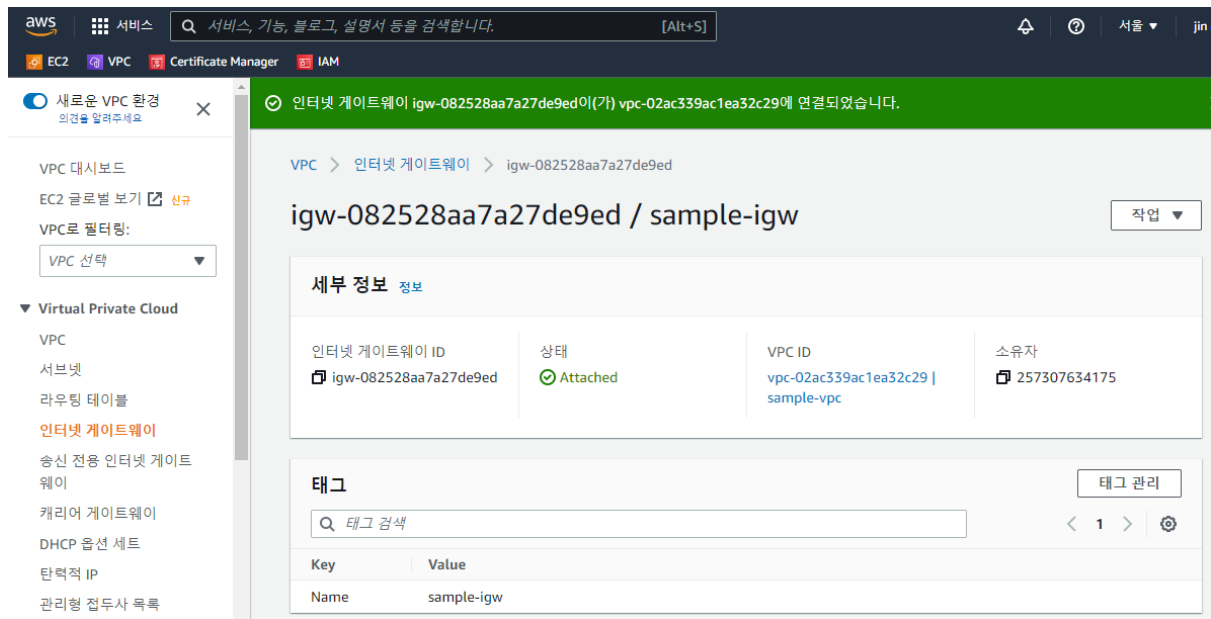 aws 서비스 서비스, 기능, 블로그, 설명서 등을 검색합니다. [Alt+S] 서울 ▼ jin
EC2 VPC Certificate Manager IAM
새로운 VPC 환경
의견을 알려주세요
인터넷 게이트웨이 igw-082528aa7a27de9ed이(가) vpc-02ac339ac1ea32c29에 연결되었습니다.
VPC 대시보드
EC2 글로벌 보기 신규
VPC로 필터링:
VPC 선택
Virtual Private Cloud
VPC
서브넷
라우팅 테이블
인터넷 게이트웨이
송신 전용 인터넷 게이트
웨이
캐리어 게이트웨이
DHCP 옵션 세트
탄력적 IP
관리형 접두사 목록
VPC > 인터넷 게이트웨이 > igw-082528aa7a27de9ed
igw-082528aa7a27de9ed / sample-igw
작업 ▼
세부 정보 정보
인터넷 게이트웨이 ID
igw-082528aa7a27de9ed
상태
Attached
VPC ID
vpc-02ac339ac1ea32c29 |
sample-vpc
소유자
257307634175
태그
태그 관리
태그 검색
< 1 >
Key Value
Name sample-igw